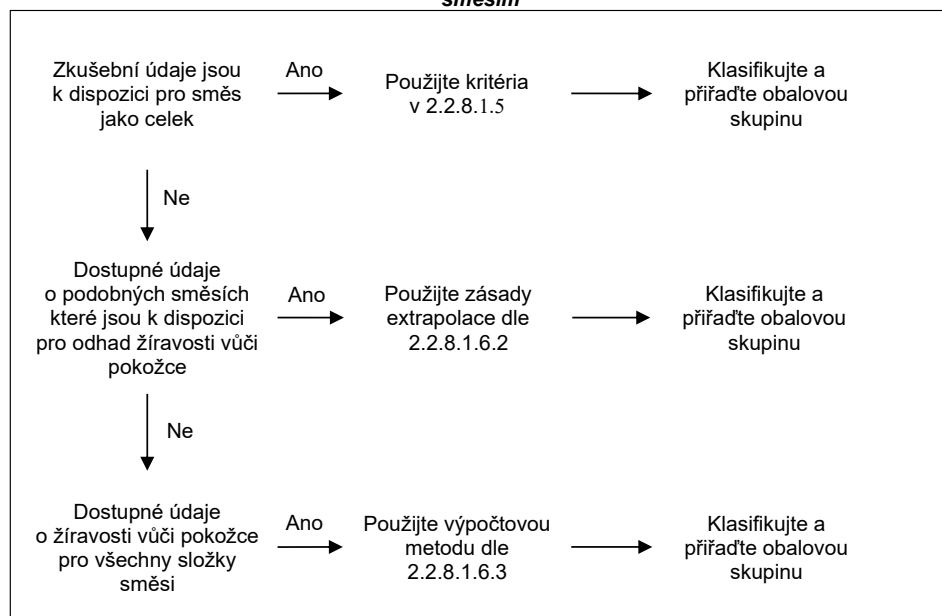 směsím
Zkušební údaje jsou
k dispozici pro směs
jako celek
Ano
Použijte kritéria
v 2.2.8.1.5
Klasifikujte a
přiřaďte obalovou
skupinu
Ne
Dostupné údaje
o podobných směsích
které jsou k dispozici
pro odhad žíravosti vůči
pokožce
Ano
Použijte zásady
extrapolace dle
2.2.8.1.6.2
Klasifikujte a
přiřaďte obalovou
skupinu
Ne
Dostupné údaje
o žíravosti vůči pokožce
pro všechny složky
směsi
Ano
Použijte výpočtovou
metodu dle
2.2.8.1.6.3
Klasifikujte a
přiřaďte obalovou
skupinu